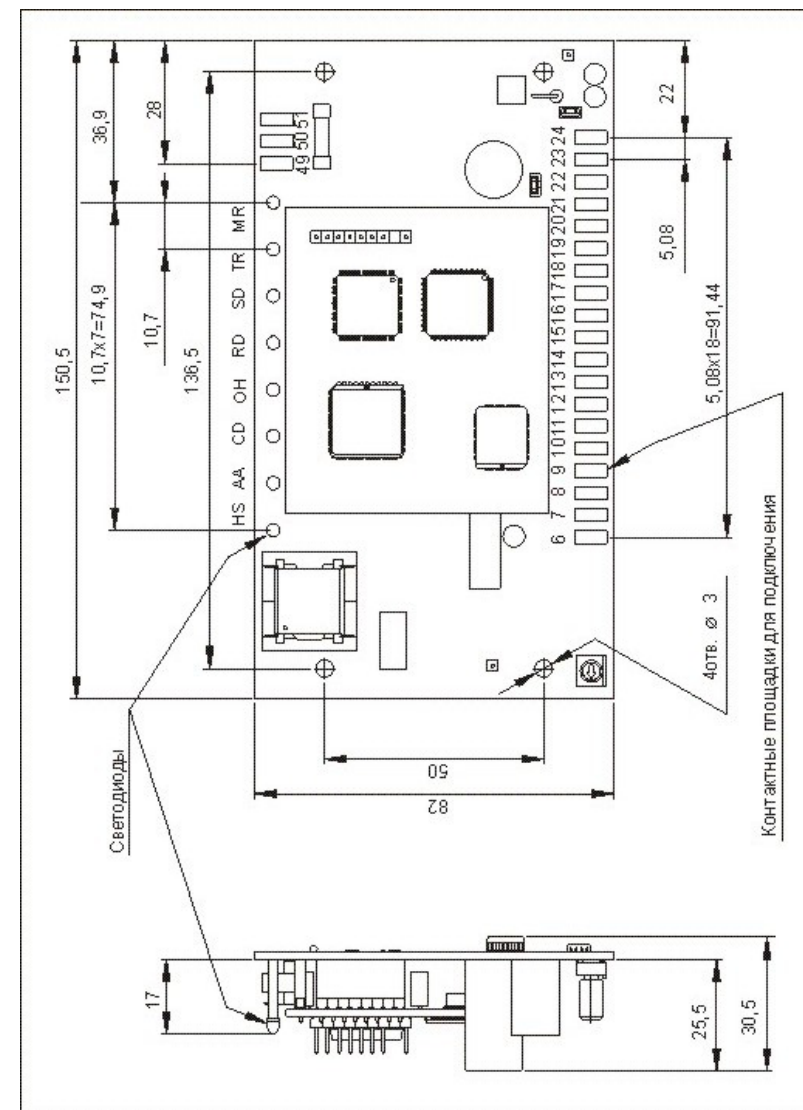 150,5
36,9
28
10,7x7=74,9
10,7
136,5
22
5,08
5,08x18=91,44
49 50 51
HS AA CD OH RD SD TR MR
6 7 8 9 10 11 12 13 14 15 16 17 18 19 20 21 22 23 24
4отв. ⌀ 3
Контактные площадки для подключения
Светодиоды
50
82
17
25,5
30,5